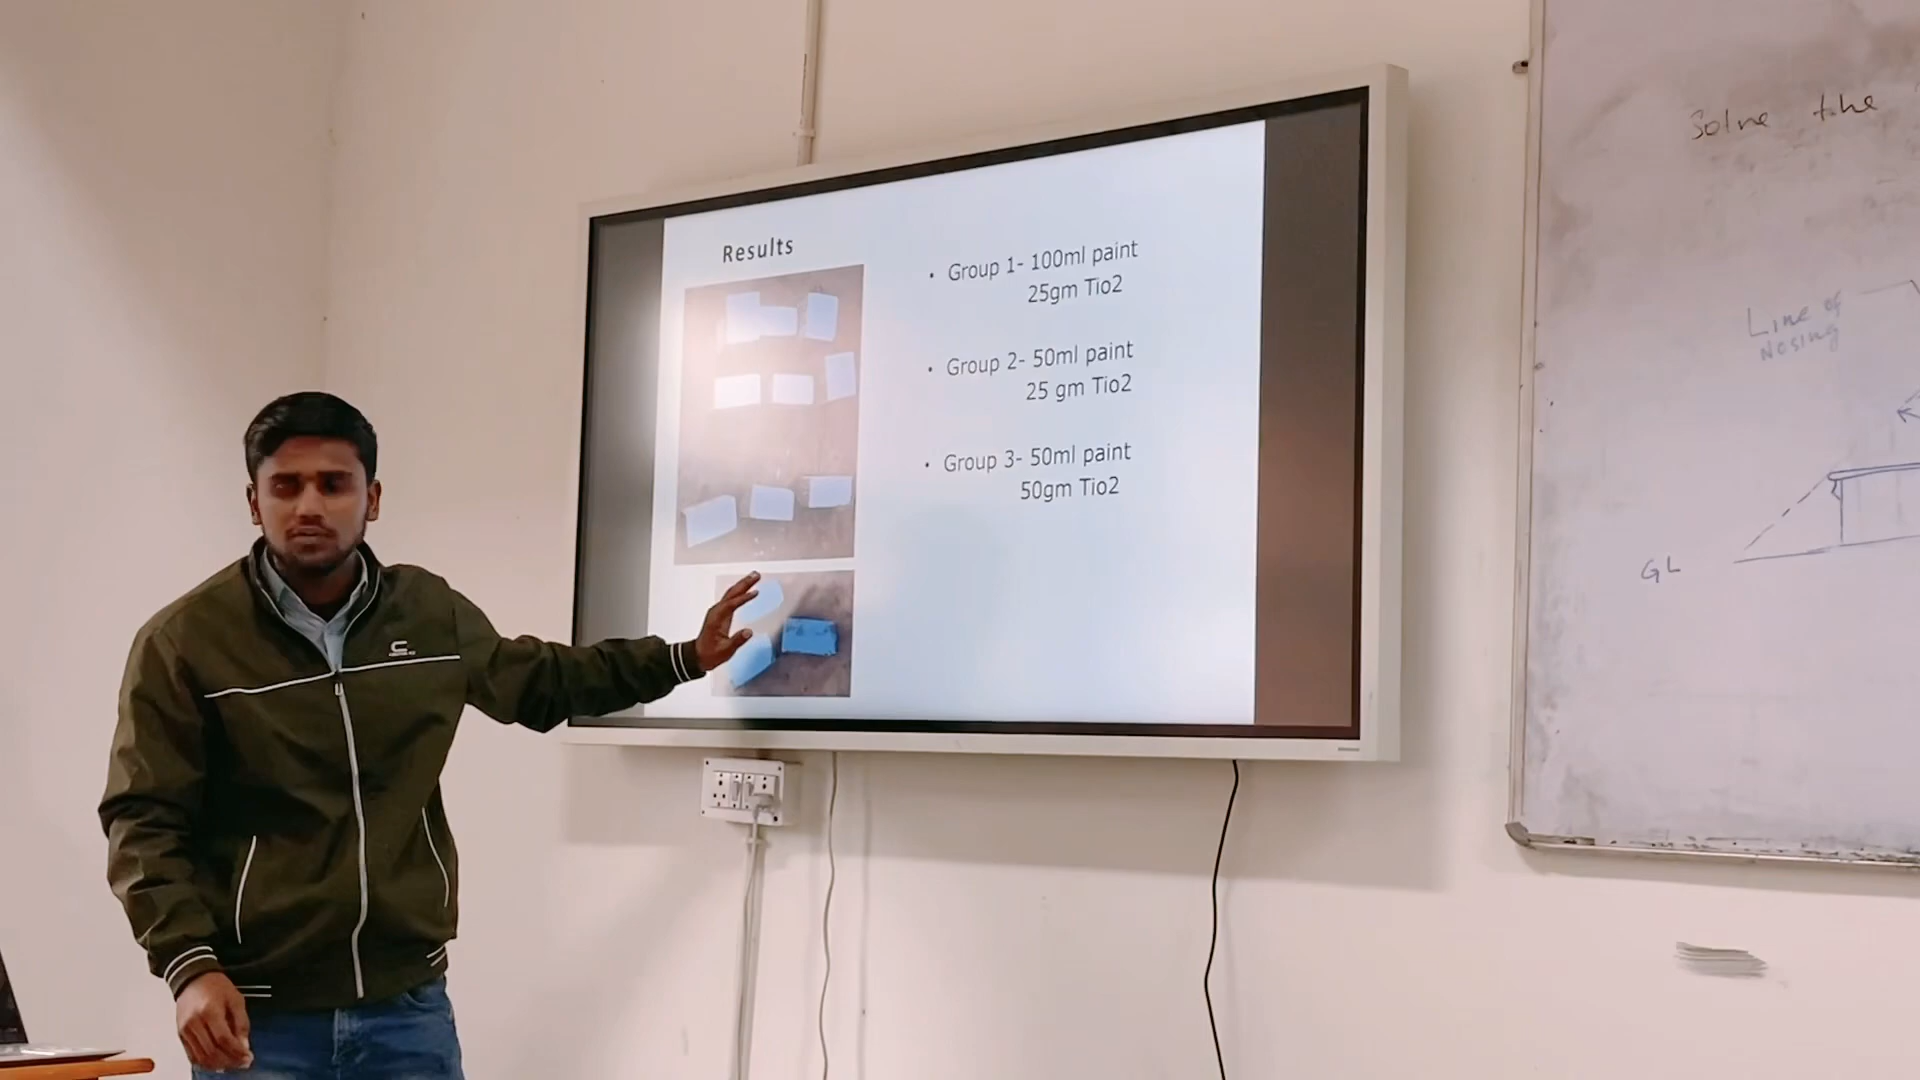 Results
• Group 1- 100ml paint
25gm Tio2
• Group 2- 50ml paint
25 gm Tio2
• Group 3- 50ml paint
50gm Tio2
Solve the
Line of
Nosing
GL